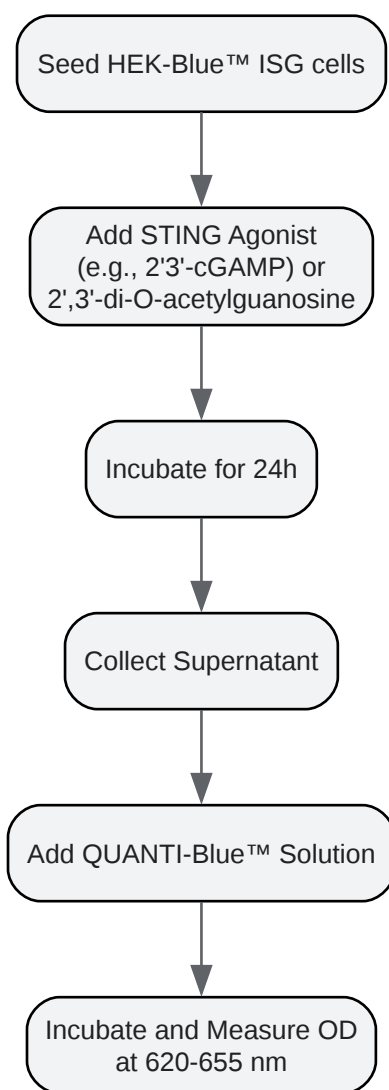 Seed HEK-Blue™ ISG cells
Add STING Agonist
(e.g., 2'3'-cGAMP) or
2',3'-di-O-acetylguanosine
Incubate for 24h
Collect Supernatant
Add QUANTI-Blue™ Solution
Incubate and Measure OD
at 620-655 nm